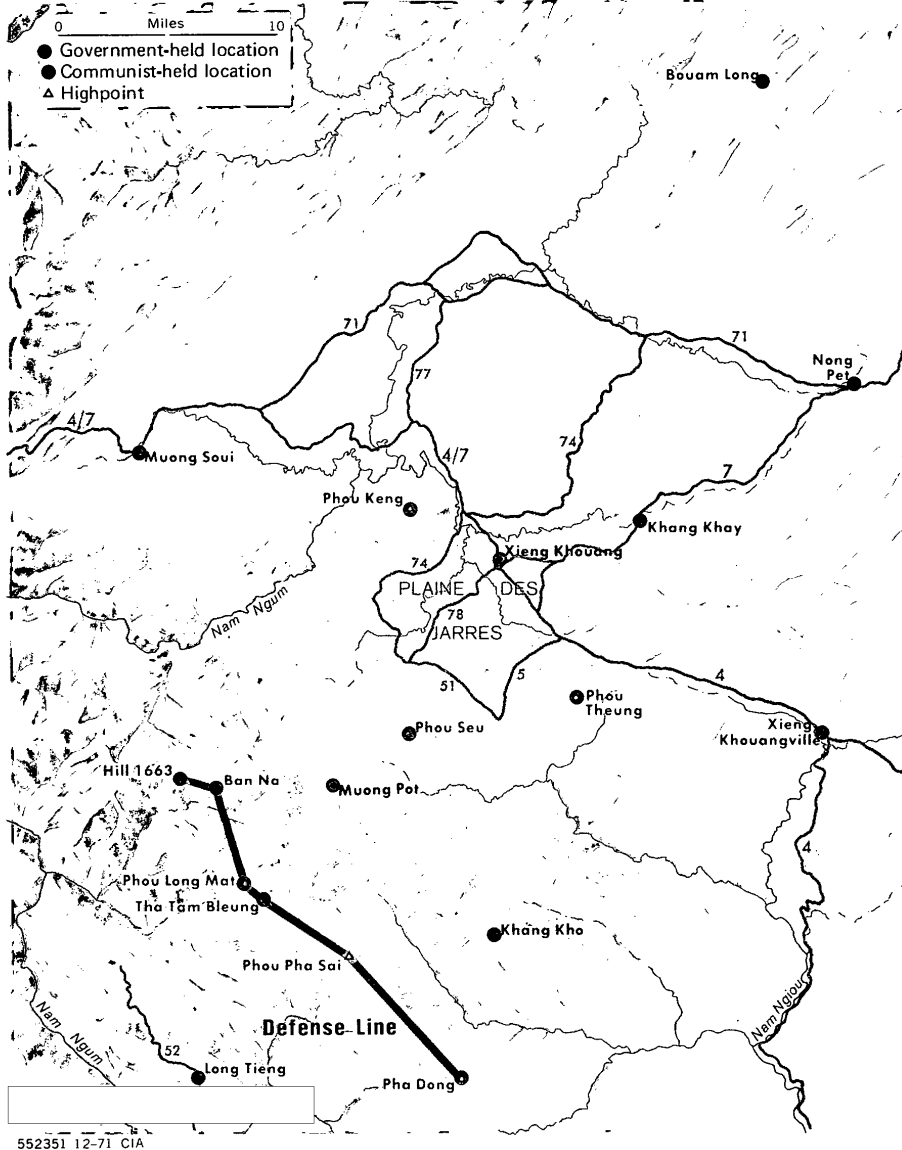 0 Miles 10
Government-held location
Communist-held location
Highpoint
Bouam Long
71
71
Nong
Pet
77
4/7
74
4/7
Muong Soui
7
Phou Keng
Khang Khay
Xieng Khouang
74
PLAINE DES
Nam Ngum
78
JARRES
5
4
51
Phou
Theung
Xieng
Khouangville
Phou Seu
Hill 1663
Ban Na
Muong Pot
4
Phou Long Mat
Tha Tam Bleung
Khang Kho
Phou Pha Sai
Nam Ngiou
Defense Line
Nam Ngum
52
Long Tieng
Pha Dong
552351 12-71 CIA